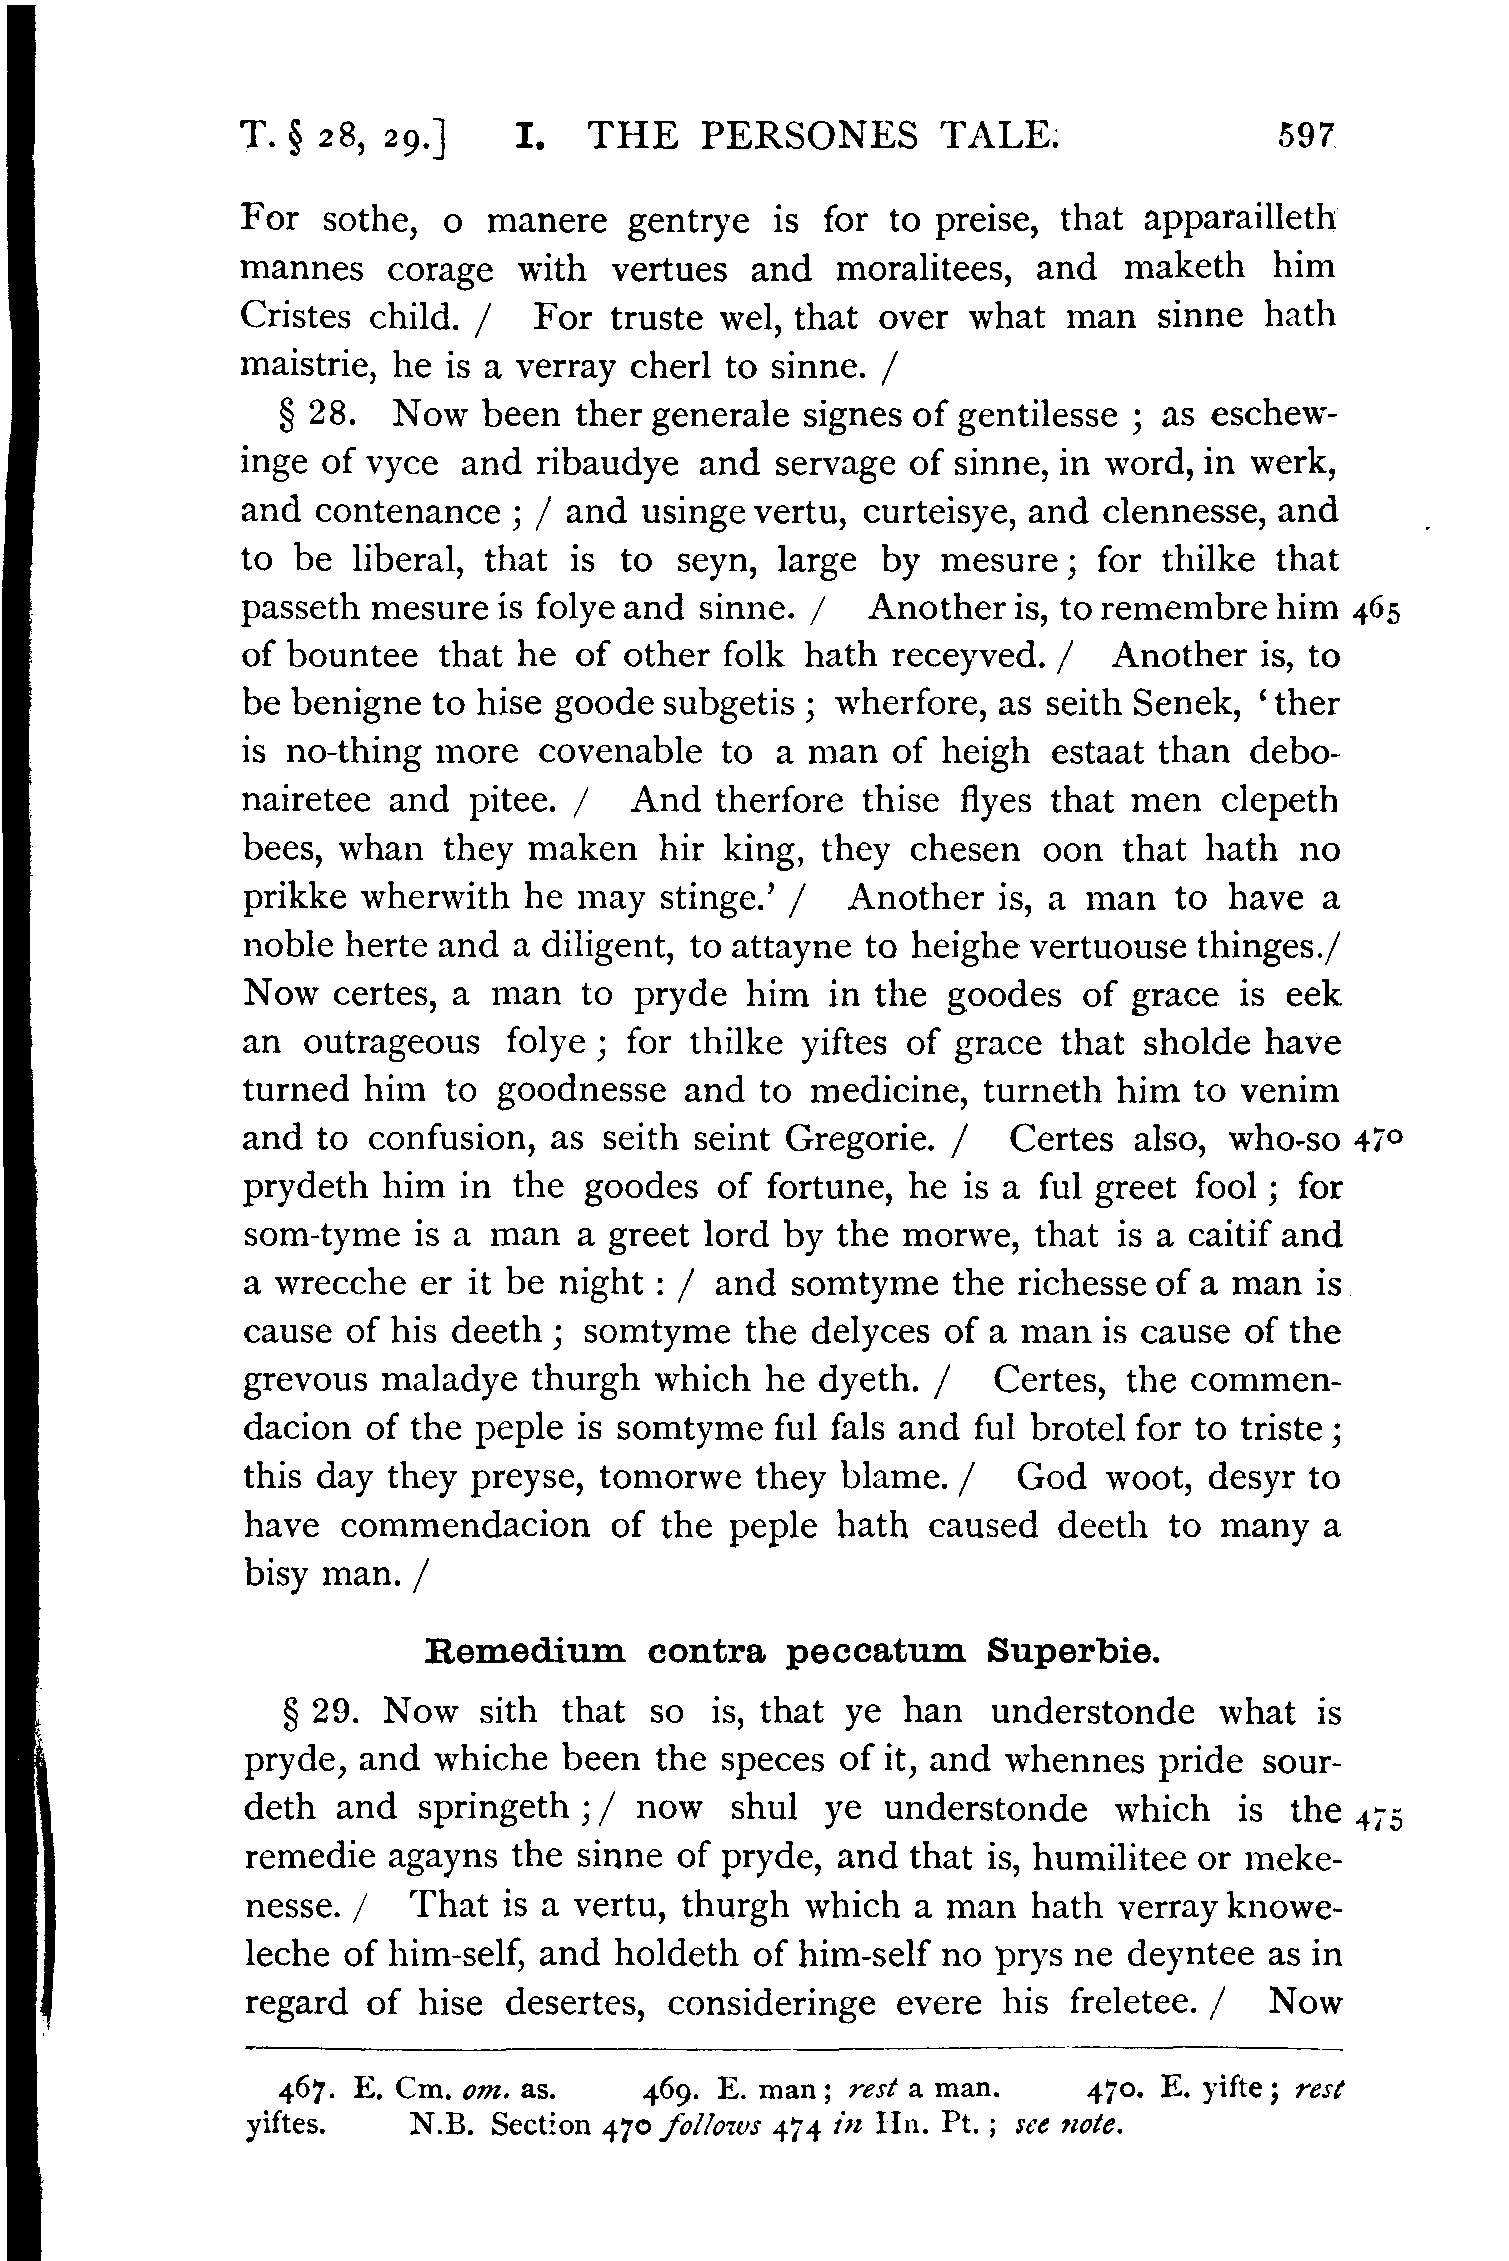 T. § 28, 29.] I. THE PERSONES TALE. 597
For sothe, o manere gentrye is for to preise, that apparailleth
mannes corage with vertues and moralitees, and maketh him
Cristes child. / For truste wel, that over what man sinne hath
maistrie, he is a verray cherl to sinne. /
§ 28. Now been ther generale signes of gentilesse ; as eschew-
inge of vyce and ribaudye and servage of sinne, in word, in werk,
and contenance ; / and usinge vertu, curteisye, and clennesse, and
to be liberal, that is to seyn, large by mesure ; for thilke that
passeth mesure is folye and sinne. / Another is, to remembre him 465
of bountee that he of other folk hath receyved. / Another is, to
be benigne to hise goode subgetis ; wherfore, as seith Senek, ‘ther
is no-thing more covenable to a man of heigh estaat than debo-
nairetee and pitee. / And therfore thise flyes that men clepeth
bees, whan they maken hir king, they chesen oon that hath no
prikke wherwith he may stinge.’ / Another is, a man to have a
noble herte and a diligent, to attayne to heighe vertuouse thinges./
Now certes, a man to pryde him in the goodes of grace is eek
an outrageous folye ; for thilke yiftes of grace that sholde have
turned him to goodnesse and to medicine, turneth him to venim
and to confusion, as seith seint Gregorie. / Certes also, who-so 470
prydeth him in the goodes of fortune, he is a ful greet fool ; for
som-tyme is a man a greet lord by the morwe, that is a caitif and
a wrecche er it be night : / and somtyme the richesse of a man is
cause of his deeth ; somtyme the delyces of a man is cause of the
grevous maladye thurgh which he dyeth. / Certes, the commen-
dacion of the peple is somtyme ful fals and ful brotel for to triste ;
this day they preyse, tomorwe they blame. / God woot, desyr to
have commendacion of the peple hath caused deeth to many a
bisy man. /
Remedium contra peccatum Superbie.
§ 29. Now sith that so is, that ye han understonde what is
pryde, and whiche been the speces of it, and whennes pride sour-
deth and springeth ; / now shul ye understonde which is the 475
remedie agayns the sinne of pryde, and that is, humilitee or meke-
nesse. / That is a vertu, thurgh which a man hath verray knowe-
leche of him-self, and holdeth of him-self no prys ne deyntee as in
regard of hise desertes, consideringe evere his freletee. / Now
467. E. Cm. om. as. 469. E. man ; rest a man. 470. E. yifte ; rest
yiftes. N.B. Section 470 follows 474 in Hn. Pt. ; see note.